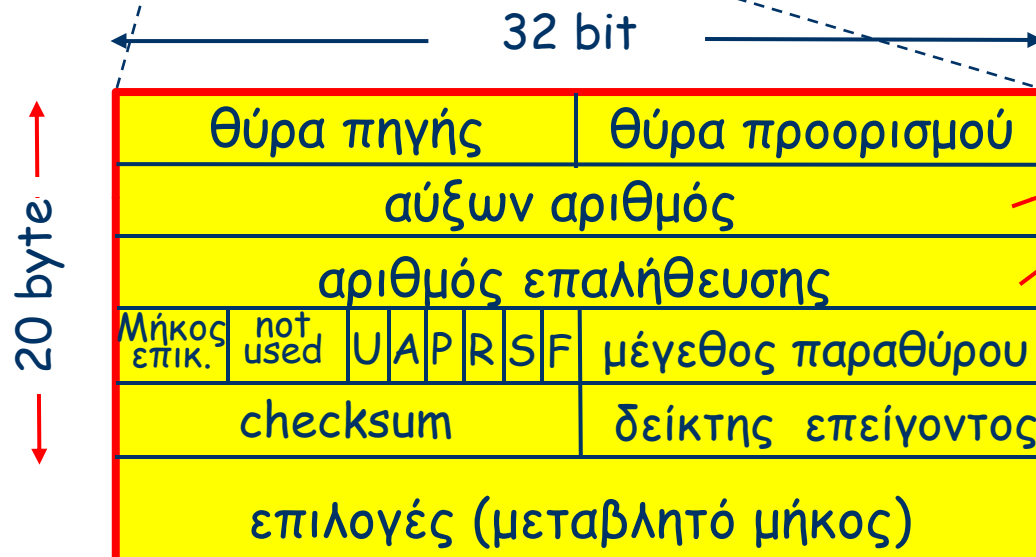 32 bit
20 byte
θύρα πηγής θύρα προορισμού
αύξων αριθμός
αριθμός επαλήθευσης
Μήκος επικ. not used U A P R S F μέγεθος παραθύρου
checksum δείκτης επείγοντος
επιλογές (μεταβλητό μήκος)